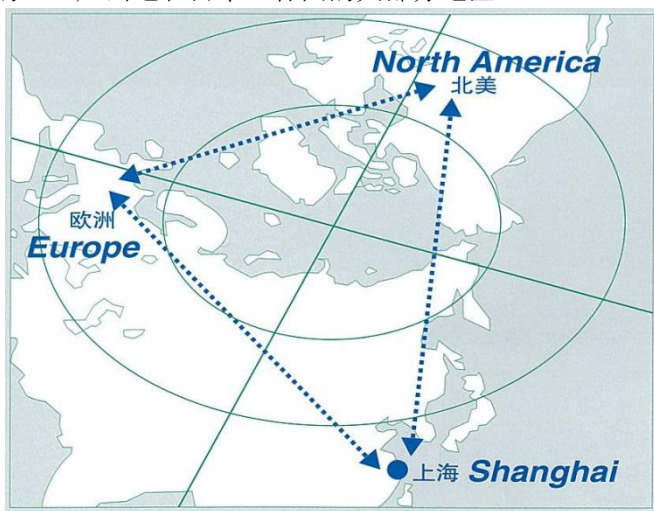 North America
北美
欧洲
Europe
上海 Shanghai